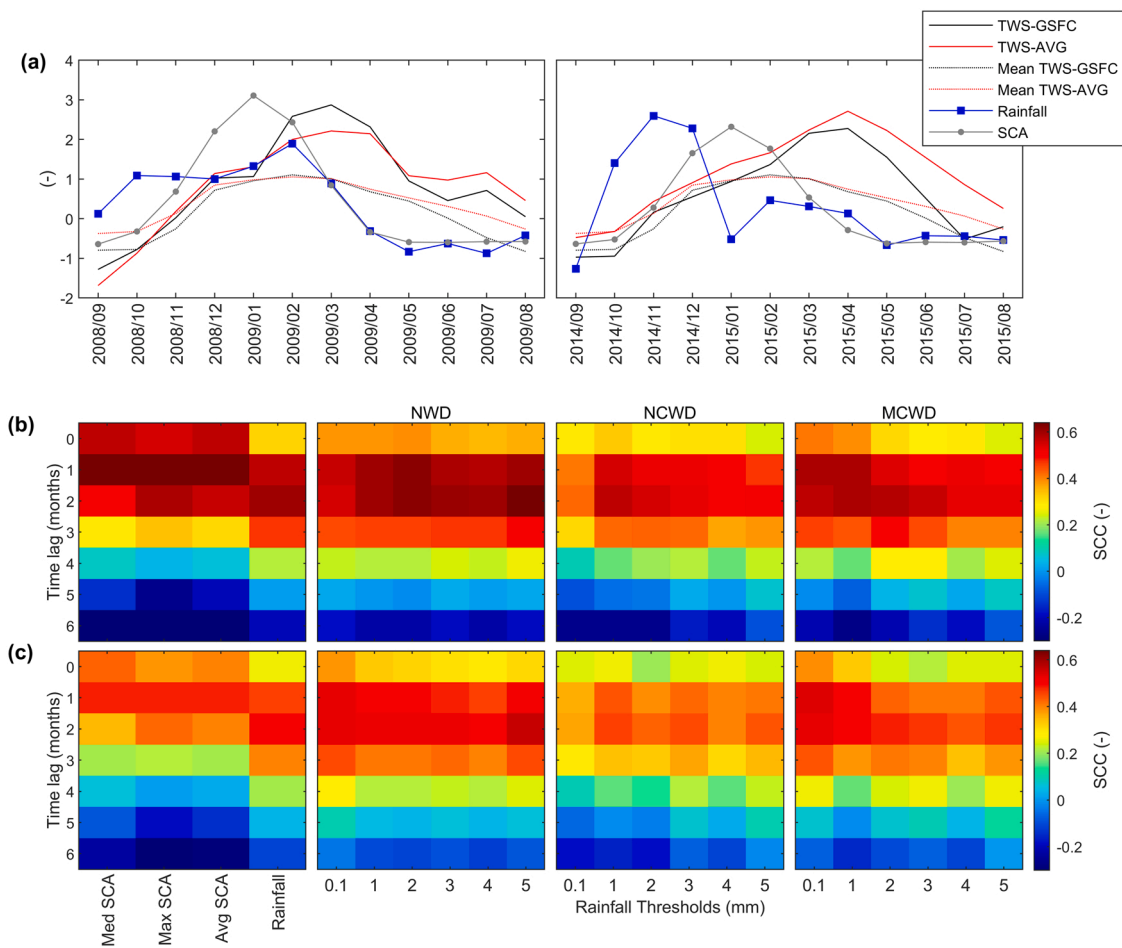 TWS-GSFC
TWS-AVG
Mean TWS-GSFC
Mean TWS-AVG
Rainfall
SCA
(a)
(-)
4
3
2
1
0
-1
-2
2008/09
2008/10
2008/11
2008/12
2009/01
2009/02
2009/03
2009/04
2009/05
2009/06
2009/07
2009/08
2014/09
2014/10
2014/11
2014/12
2015/01
2015/02
2015/03
2015/04
2015/05
2015/06
2015/07
2015/08
(b)
NWD
NCWD
MCWD
Time lag (months)
0
1
2
3
4
5
6
0.6
0.4
0.2
0
-0.2
SCC (-)
(c)
Time lag (months)
0
1
2
3
4
5
6
0.6
0.4
0.2
0
-0.2
SCC (-)
Med SCA
Max SCA
Avg SCA
Rainfall
0.1 1 2 3 4 5
0.1 1 2 3 4 5
0.1 1 2 3 4 5
Rainfall Thresholds (mm)